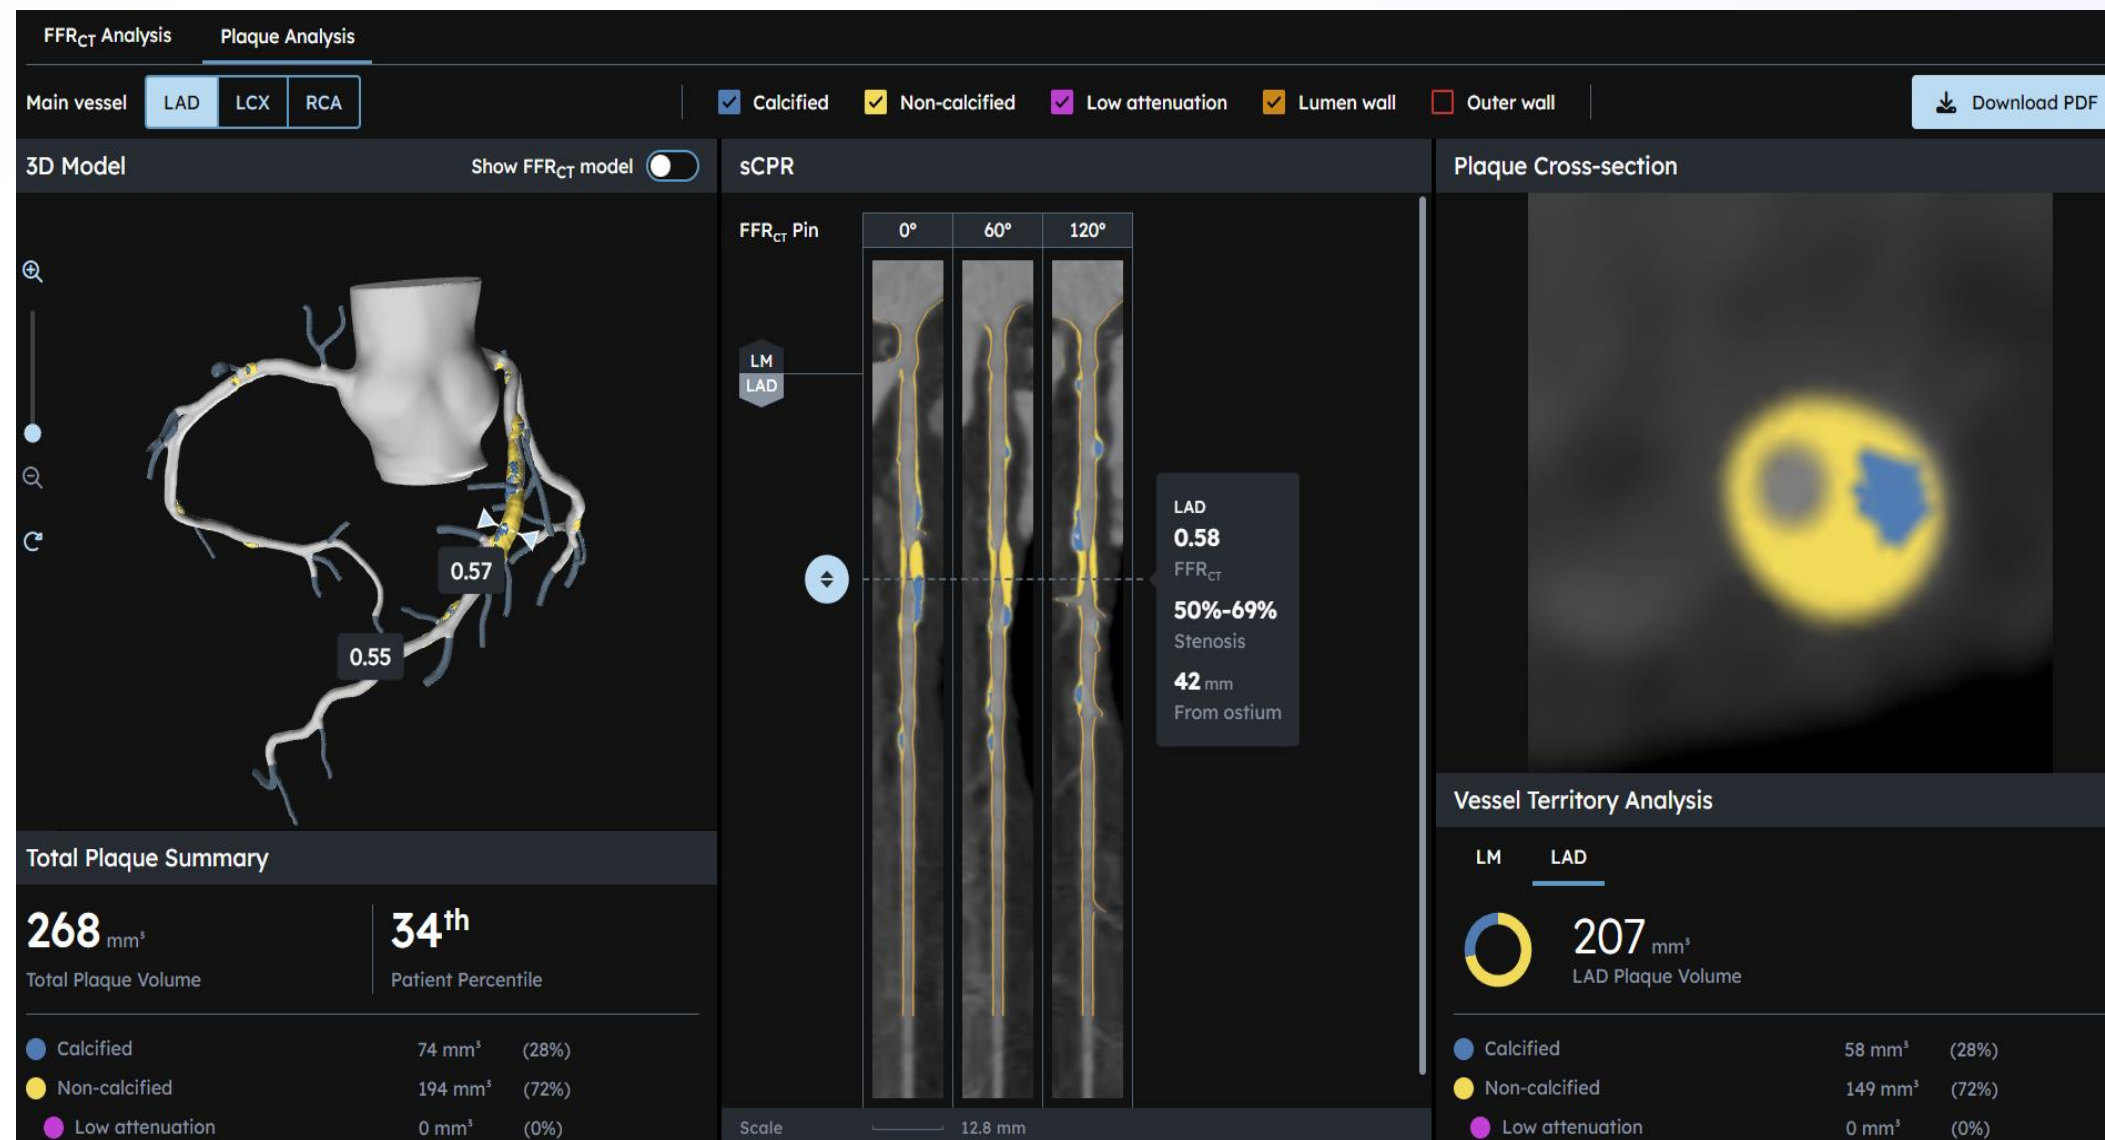 FFRCT Analysis Plaque Analysis
Main vessel LAD LCX RCA Calcified Non-calcified Low attenuation Lumen wall Outer wall Download PDF
3D Model Show FFRCT model
0.57
0.55
Total Plaque Summary
268 mm³ 34th
Total Plaque Volume Patient Percentile
Calcified 74 mm³ (28%)
Non-calcified 194 mm³ (72%)
Low attenuation 0 mm³ (0%)
sCPR
FFRCT Pin 0° 60° 120°
LM
LAD
LAD
0.58
FFRCT
50%-69%
Stenosis
42 mm
From ostium
Scale 12.8 mm
Plaque Cross-section
Vessel Territory Analysis
LM LAD
207 mm³
LAD Plaque Volume
Calcified 58 mm³ (28%)
Non-calcified 149 mm³ (72%)
Low attenuation 0 mm³ (0%)